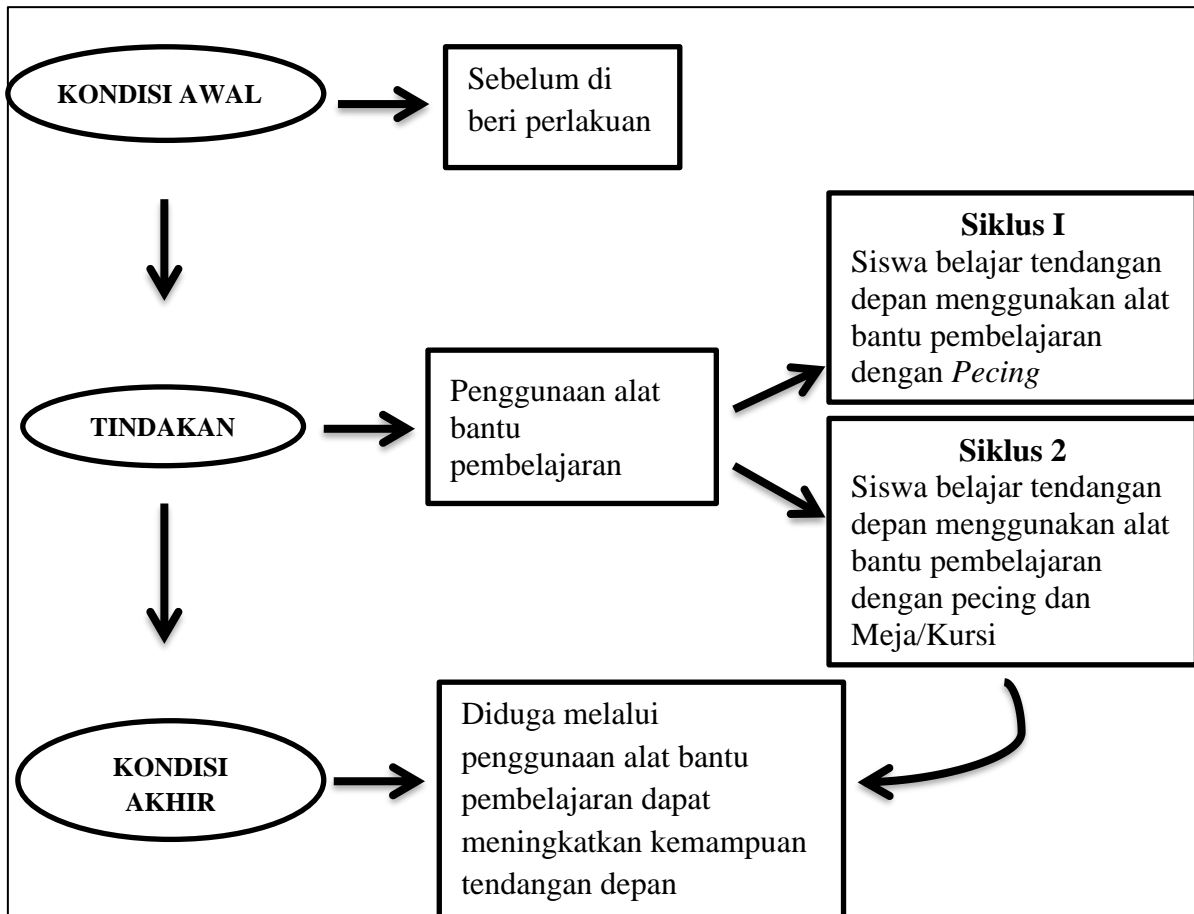 KONDISI AWAL
Sebelum di
beri perlakuan
Siklus I
Siswa belajar tendangan
depan menggunakan alat
bantu pembelajaran
dengan Pecing
TINDAKAN
Penggunaan alat
bantu
pembelajaran
Siklus 2
Siswa belajar tendangan
depan menggunakan alat
bantu pembelajaran
dengan pecing dan
Meja/Kursi
KONDISI
AKHIR
Diduga melalui
penggunaan alat bantu
pembelajaran dapat
meningkatkan kemampuan
tendangan depan